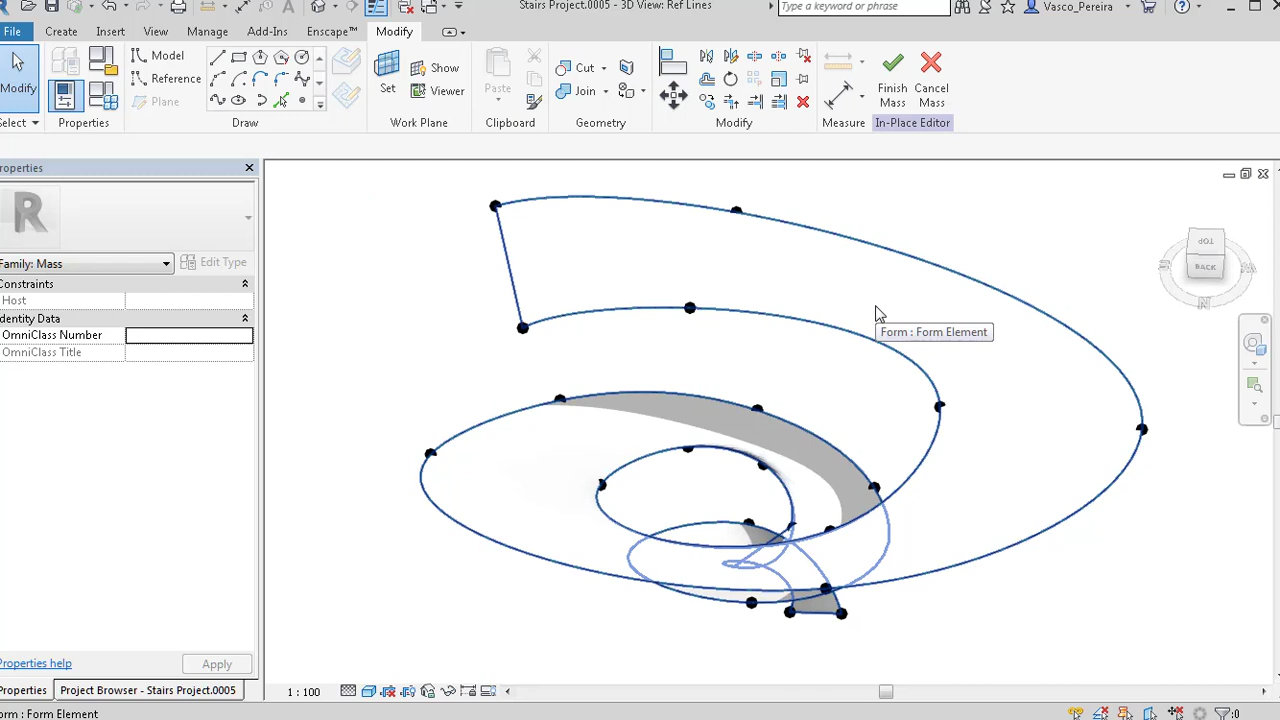 Stairs Project.0005 - 3D View: Ref Lines
Type a keyword or phrase
Vasco_Pereira
File
Create
Insert
View
Manage
Add-Ins
Enscape™
Modify
Modify
Select
Properties
Model
Reference
Plane
Draw
Set
Show
Viewer
Work Plane
Paste
Clipboard
Cut
Join
Geometry
Modify
Measure
Finish Mass
Cancel Mass
In-Place Editor
roperties
R
Family: Mass
Edit Type
Constraints
Host
dentity Data
OmniClass Number
OmniClass Title
Properties help
Apply
Properties
Project Browser - Stairs Project.0005
Form : Form Element
TOP
BACK
N
1 : 100
orm : Form Element
:0